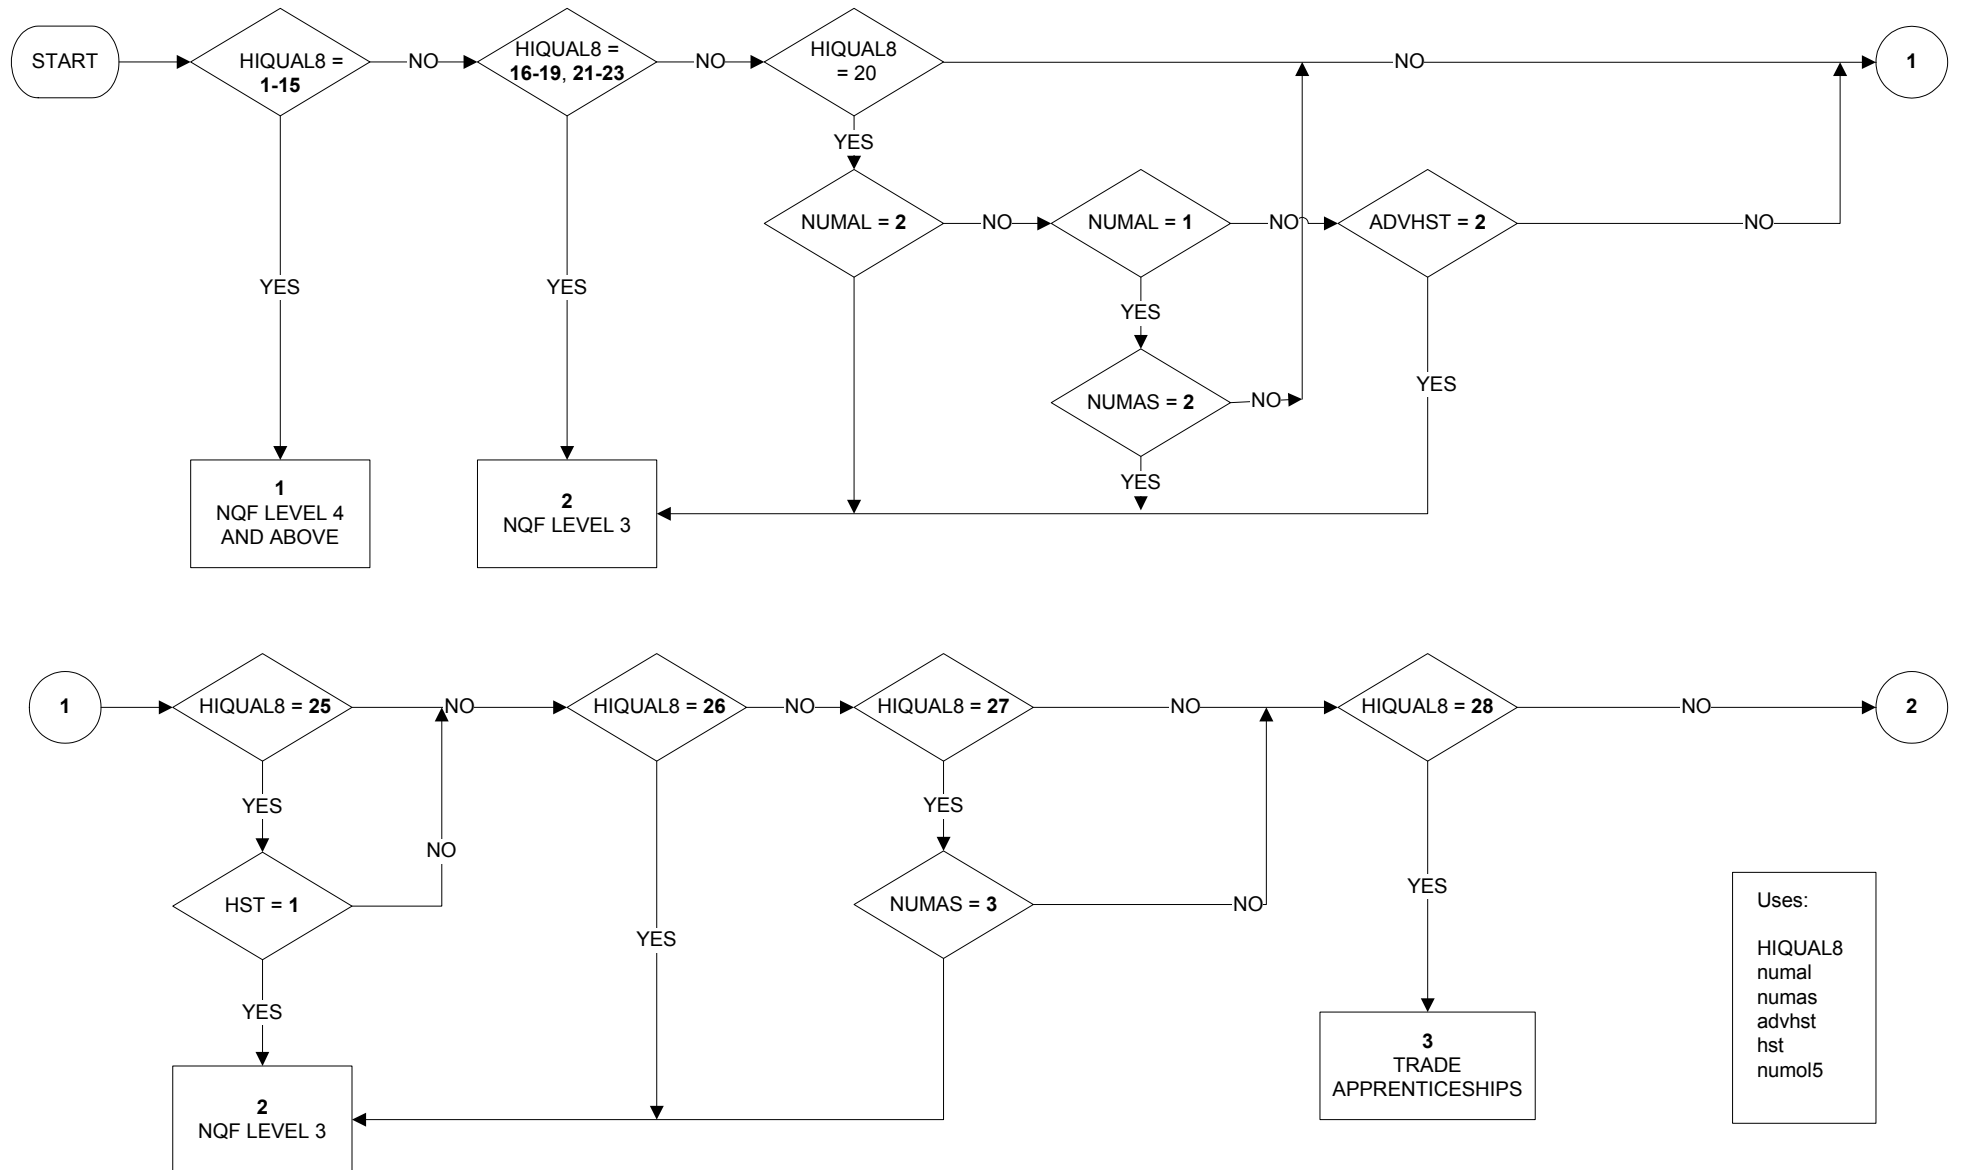 START
HIQUAL8 =
1-15
NO
HIQUAL8 =
16-19, 21-23
NO
HIQUAL8
= 20
NO
1
YES
NUMAL = 2
NO
NUMAL = 1
NO
ADVHST = 2
NO
YES
YES
YES
YES
NUMAS = 2
NO
YES
1
NQF LEVEL 4
AND ABOVE
2
NQF LEVEL 3
YES
1
HIQUAL8 = 25
NO
HIQUAL8 = 26
NO
HIQUAL8 = 27
NO
HIQUAL8 = 28
NO
2
YES
YES
NO
HST = 1
YES
NUMAS = 3
NO
YES
YES
2
NQF LEVEL 3
3
TRADE
APPRENTICESHIPS
Uses:
HIQUAL8
numal
numas
advhst
hst
numol5